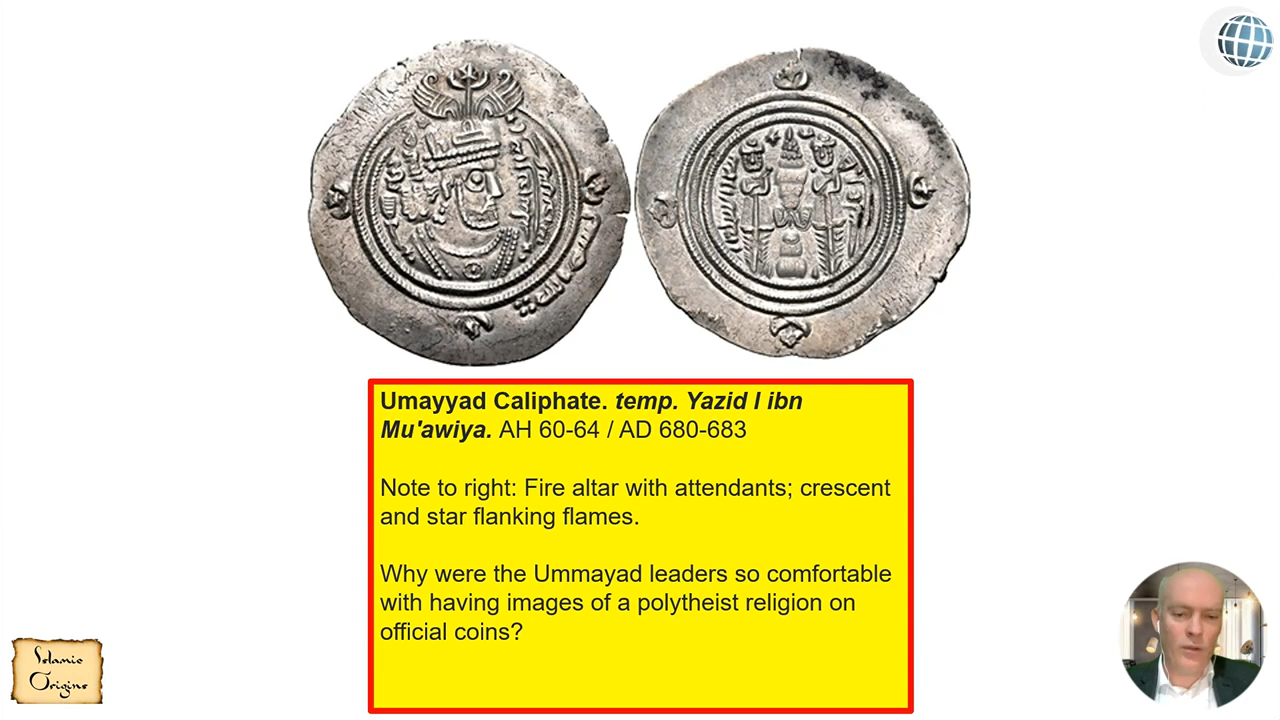 Umayyad Caliphate. temp. Yazid I ibn
Mu'awiya. AH 60-64 / AD 680-683
Note to right: Fire altar with attendants; crescent
and star flanking flames.
Why were the Ummayad leaders so comfortable
with having images of a polytheist religion on
official coins?
Islamic
Origins